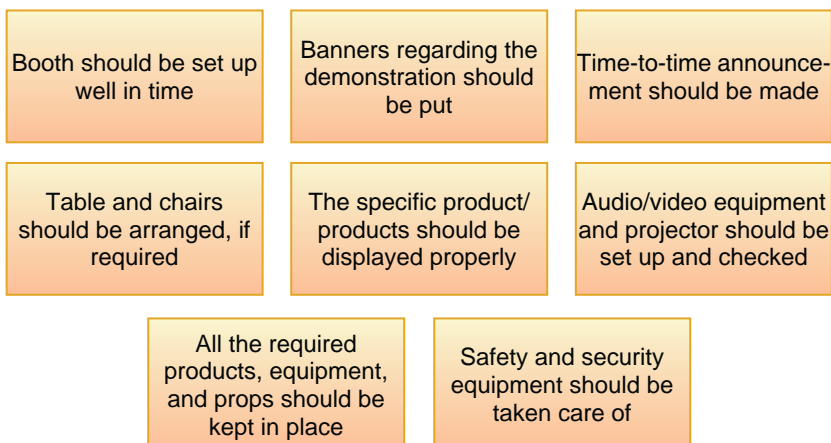 Booth should be set up
well in time
Banners regarding the
demonstration should
be put
Time-to-time announce-
ment should be made
Table and chairs
should be arranged, if
required
The specific product/
products should be
displayed properly
Audio/video equipment
and projector should be
set up and checked
All the required
products, equipment,
and props should be
kept in place
Safety and security
equipment should be
taken care of